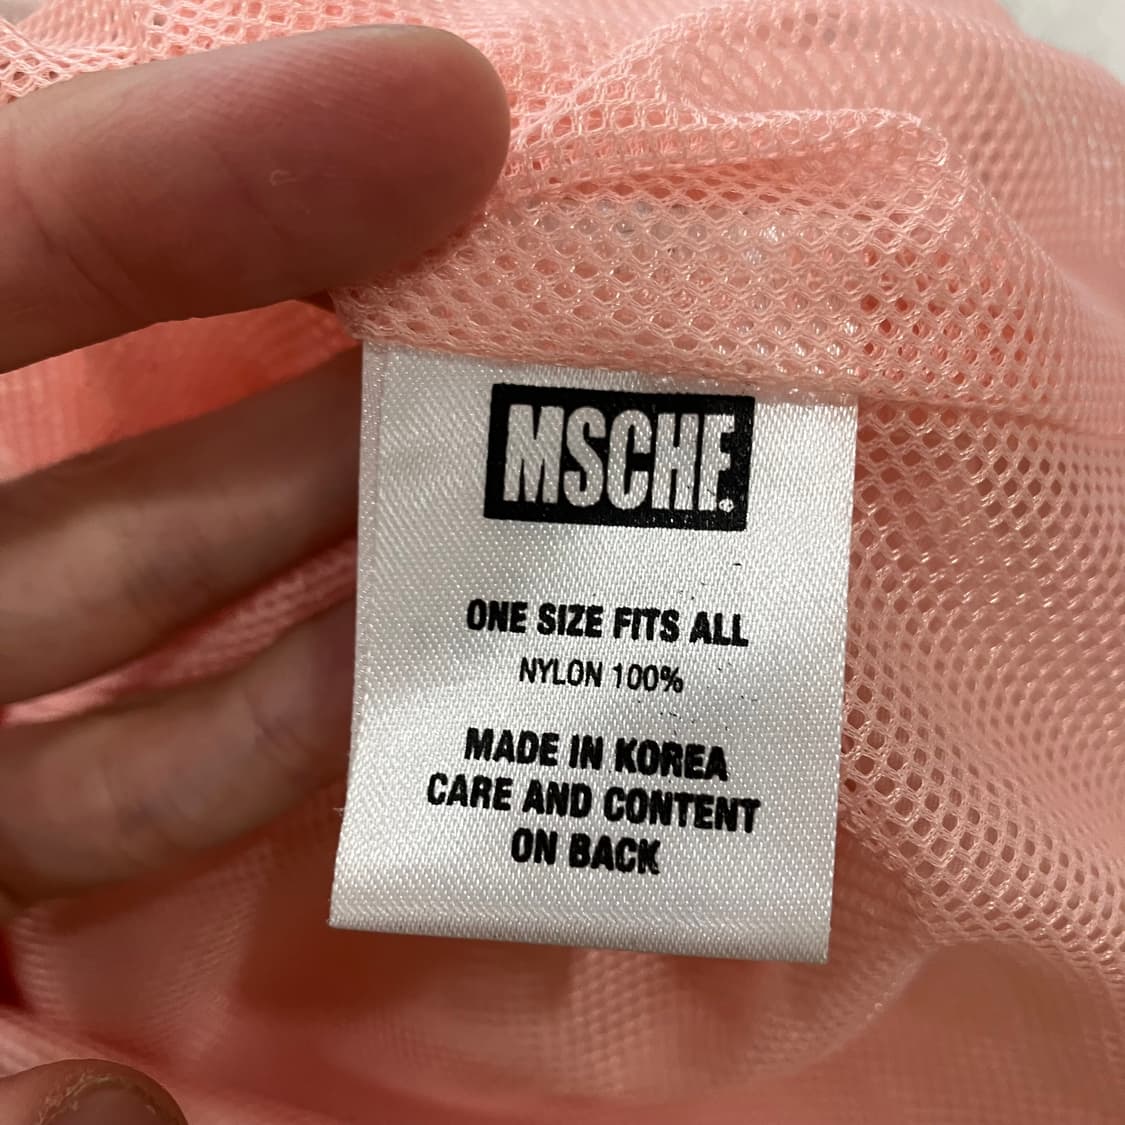 MSCHF.
ONE SIZE FITS ALL
NYLON 100%
MADE IN KOREA
CARE AND CONTENT
ON BACK